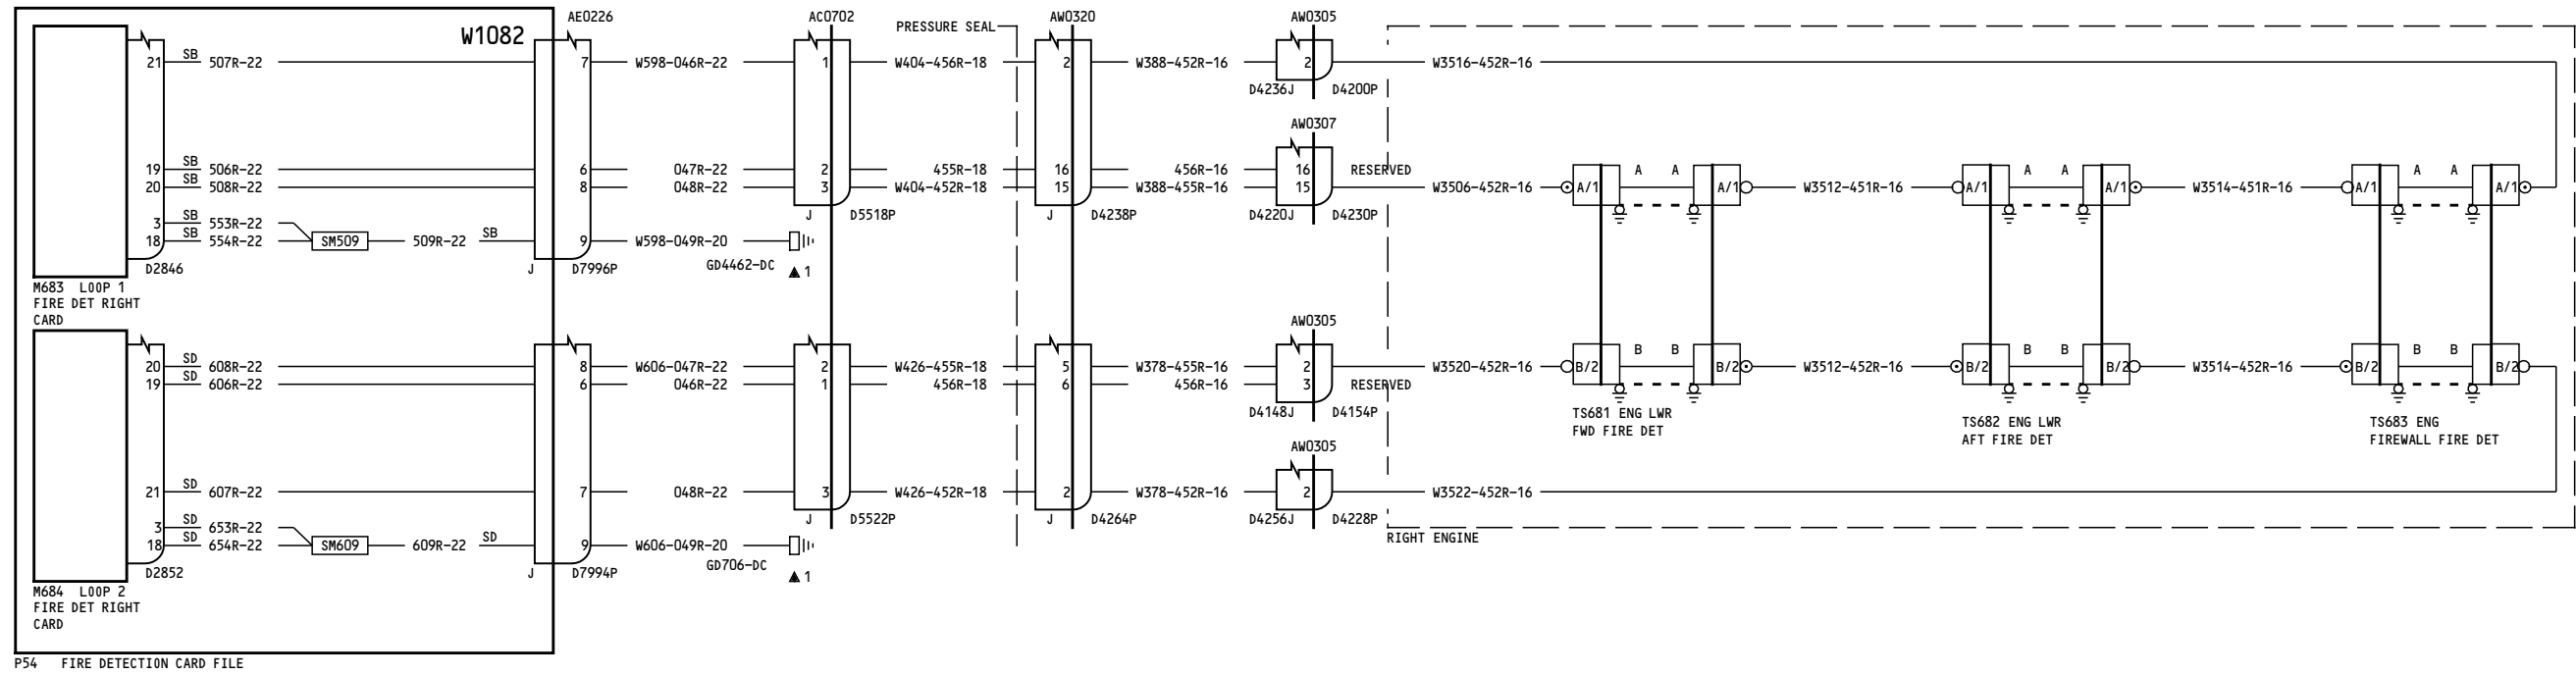 AE0226 AC0702 AW0320 AW0305
PRESSURE SEAL
W1082
21 SB 507R-22 7 W598-046R-22 1 W404-456R-18 2 W388-452R-16 2 W3516-452R-16
D4236J D4200P
AW0307
19 SB 506R-22 6 047R-22 2 455R-18 16 456R-16 16 RESERVED
A A A A A A
20 SB 508R-22 8 048R-22 3 W404-452R-18 15 W388-455R-16 15 W3506-452R-16 A/1 A/1 W3512-451R-16 A/1 A/1 W3514-451R-16 A/1 A/1
J D5518P J D4238P D4220J D4230P
3 SB 553R-22
18 SB 554R-22 SM509 509R-22 SB 9 W598-049R-20
D2846 J D7996P GD4462-DC 1
M683 LOOP 1
FIRE DET RIGHT
CARD
AW0305
B B B B B B
20 SD 608R-22 8 W606-047R-22 2 W426-455R-18 5 W378-455R-16 2 W3520-452R-16 B/2 B/2 W3512-452R-16 B/2 B/2 W3514-452R-16 B/2 B/2
19 SD 606R-22 6 046R-22 1 456R-18 6 456R-16 3 RESERVED
D4148J D4154P
TS681 ENG LWR
FWD FIRE DET
TS682 ENG LWR
AFT FIRE DET
TS683 ENG
FIREWALL FIRE DET
AW0305
21 SD 607R-22 7 048R-22 3 W426-452R-18 2 W378-452R-16 2 W3522-452R-16
J D5522P J D4264P D4256J D4228P
RIGHT ENGINE
3 SD 653R-22
18 SD 654R-22 SM609 609R-22 SD 9 W606-049R-20
D2852 J D7994P GD706-DC 1
M684 LOOP 2
FIRE DET RIGHT
CARD
P54 FIRE DETECTION CARD FILE